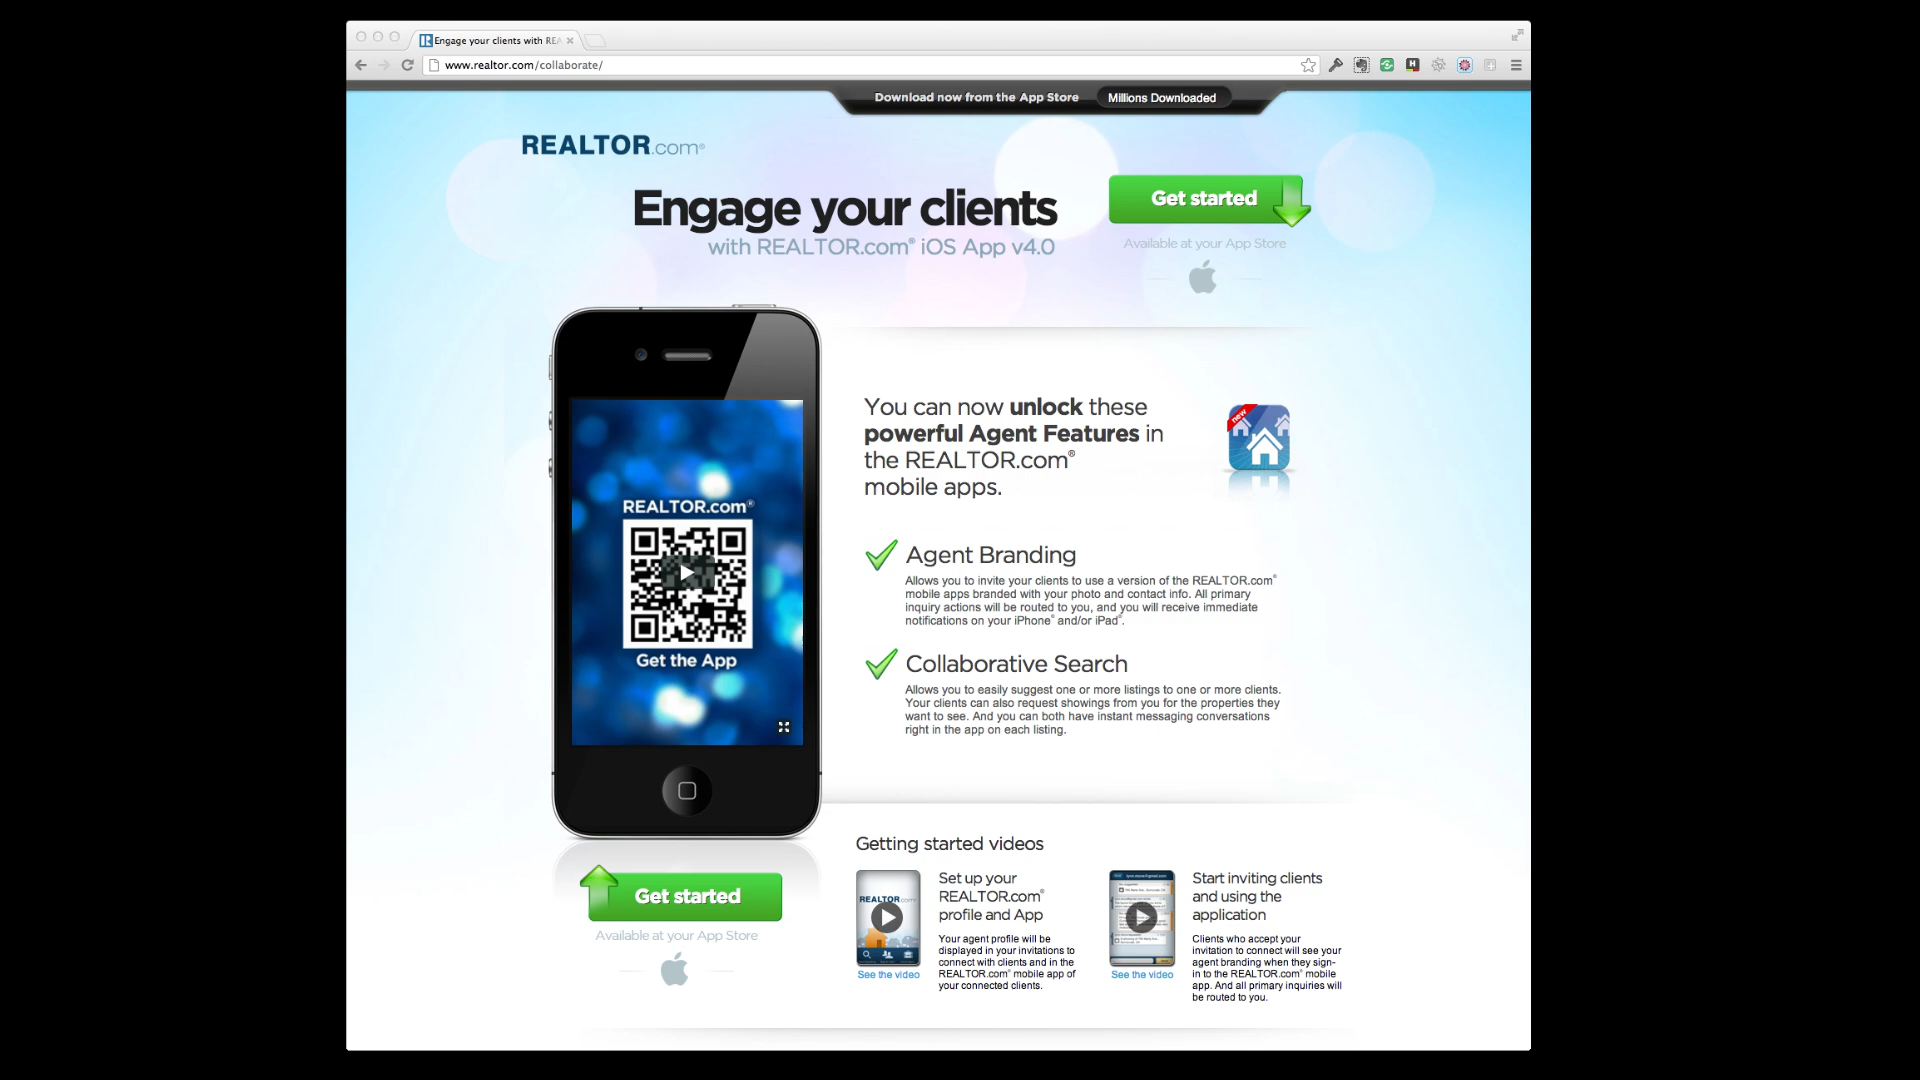 Engage your clients with REA
www.realtor.com/collaborate/
Download now from the App Store
Millions Downloaded
REALTOR.com®
Engage your clients
with REALTOR.com® iOS App v4.0
Get started
Available at your App Store
You can now unlock these
powerful Agent Features in
the REALTOR.com®
mobile apps.
new
REALTOR.com®
Get the App
Agent Branding
Allows you to invite your clients to use a version of the REALTOR.com®
mobile apps branded with your photo and contact info. All primary
inquiry actions will be routed to you, and you will receive immediate
notifications on your iPhone® and/or iPad®.
Collaborative Search
Allows you to easily suggest one or more listings to one or more clients.
Your clients can also request showings from you for the properties they
want to see. And you can both have instant messaging conversations
right in the app on each listing.
Get started
Available at your App Store
Getting started videos
REALTOR.com®
See the video
Set up your
REALTOR.com®
profile and App
Your agent profile will be
displayed in your invitations to
connect with clients and in the
REALTOR.com® mobile app of
your connected clients.
See the video
Start inviting clients
and using the
application
Clients who accept your
invitation to connect will see your
agent branding when they sign-
in to the REALTOR.com® mobile
app. And all primary inquiries will
be routed to you.